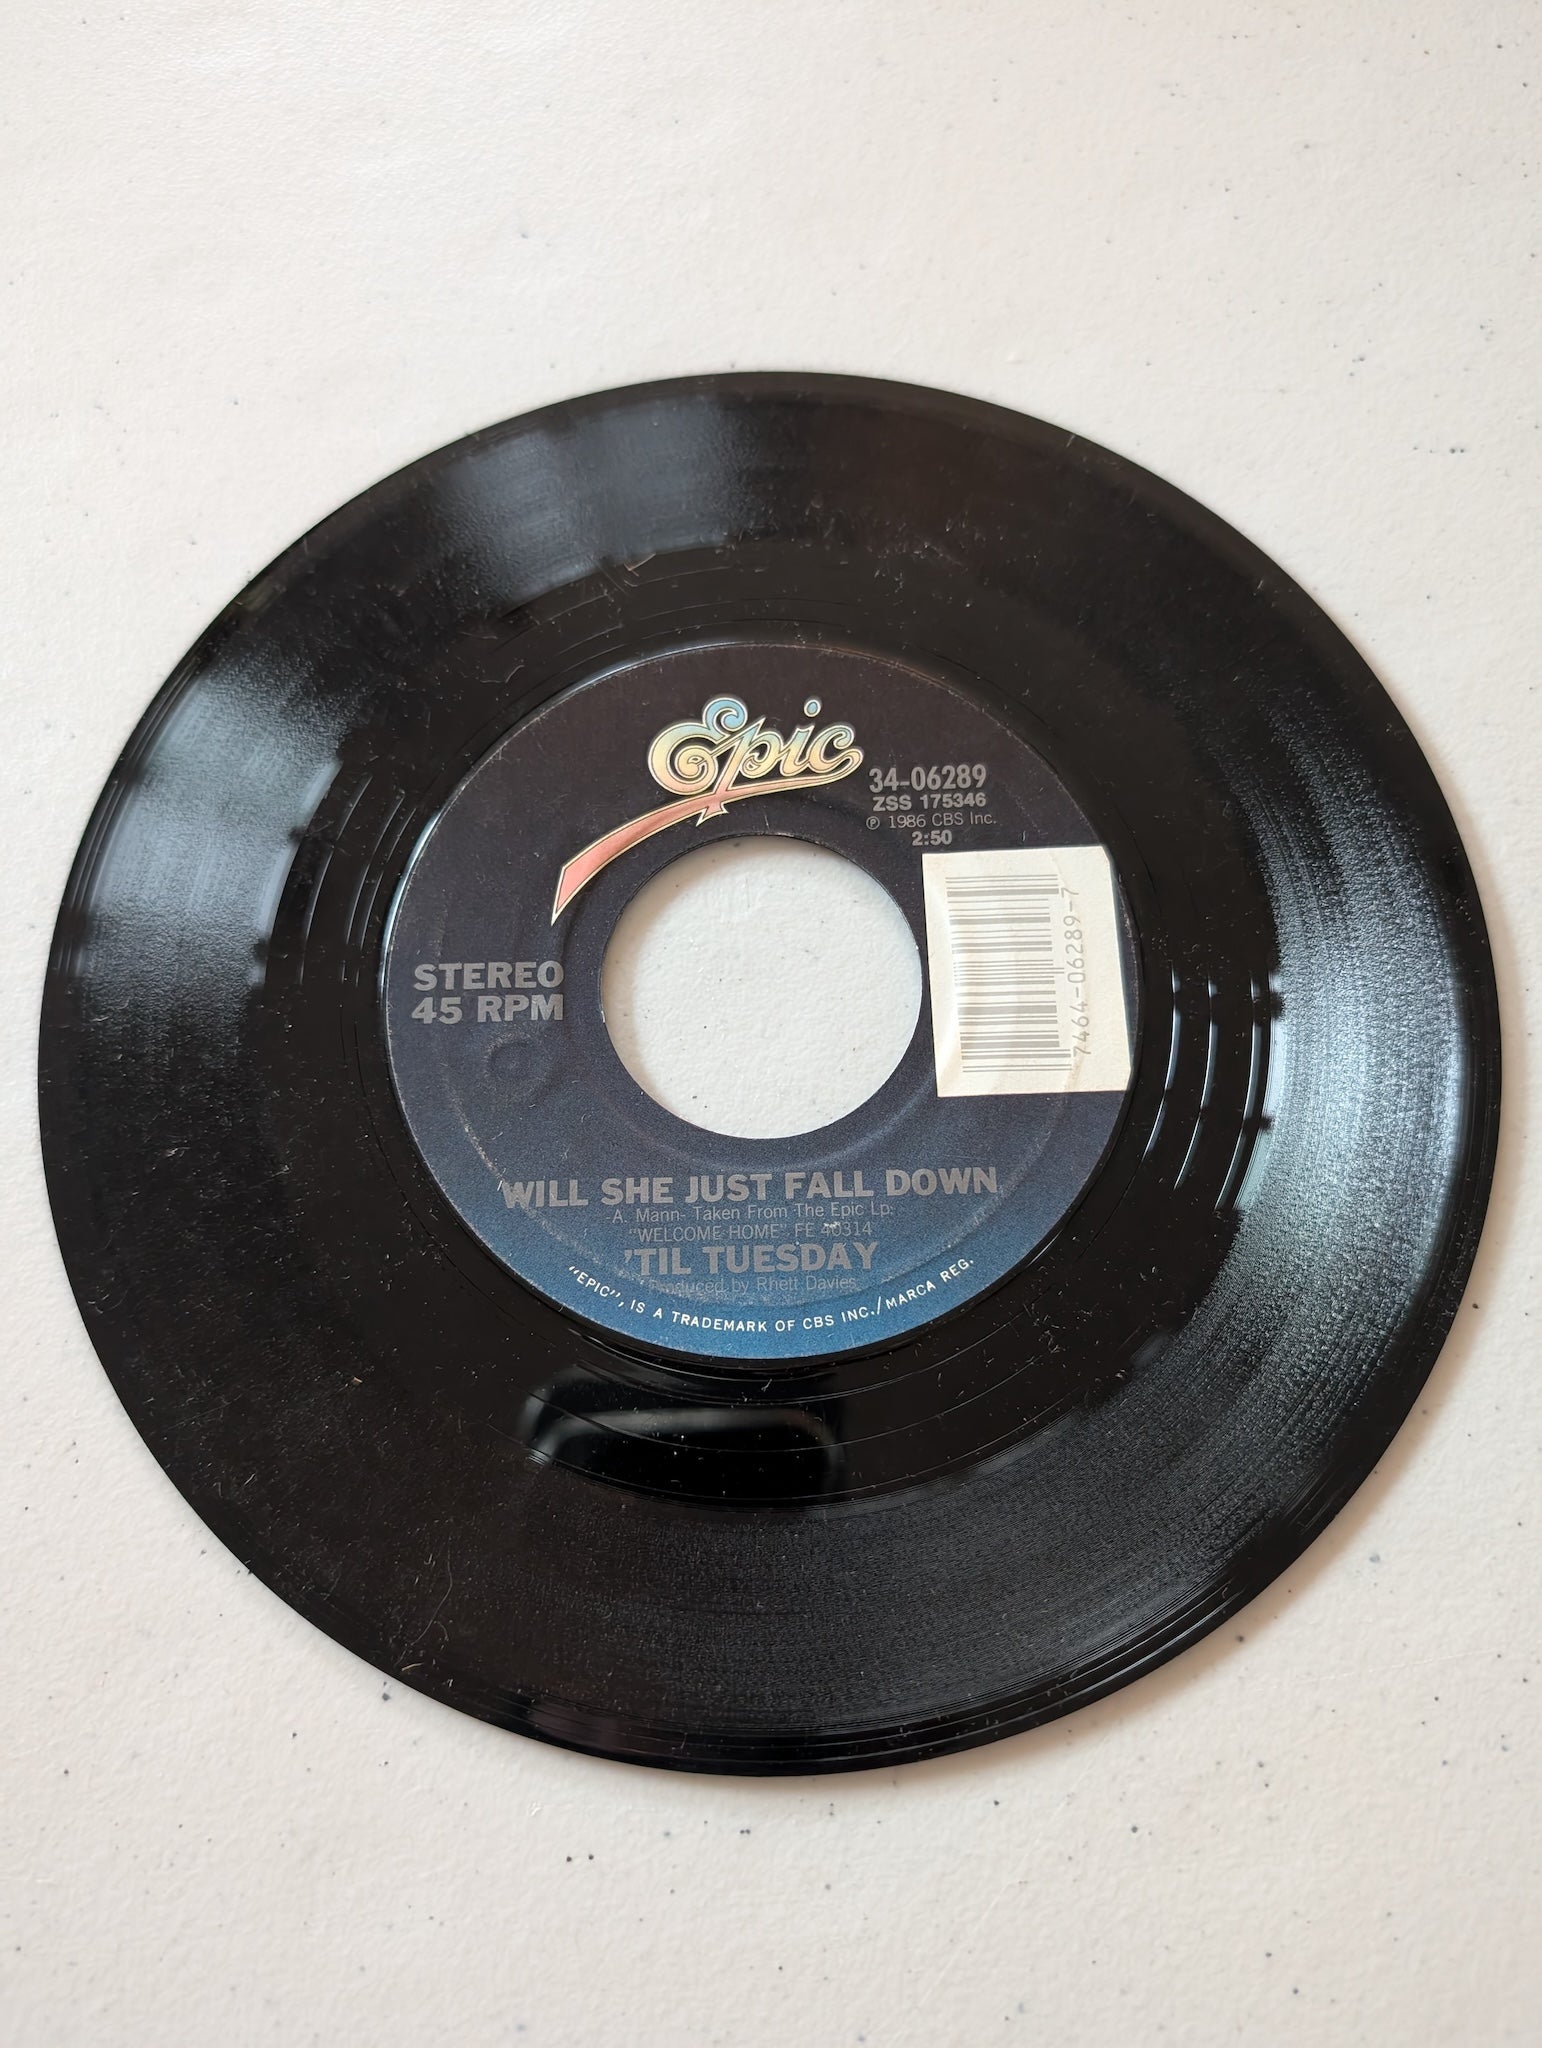 Epic
34-06289
ZSS 175346
℗ 1986 CBS Inc.
2:50
7464-06289-7
STEREO
45 RPM
WILL SHE JUST FALL DOWN
-A. Mann- Taken From The Epic Lp:
"WELCOME HOME" FE 40314
'TIL TUESDAY
Produced by Rhett Davies
"EPIC", IS A TRADEMARK OF CBS INC./MARCA REG.